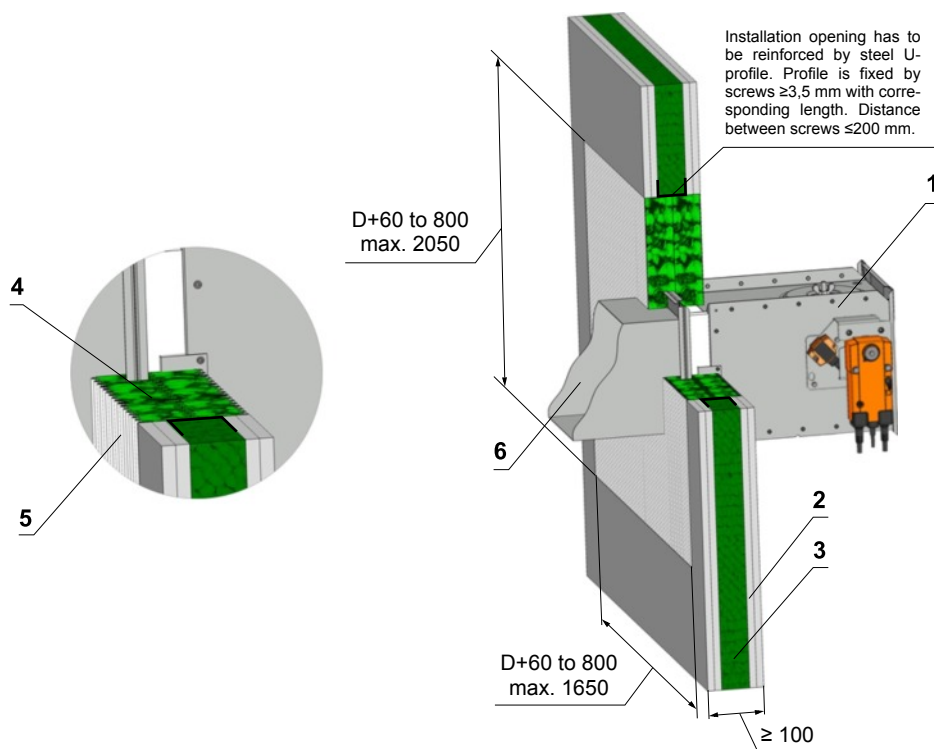 Installation opening has to
be reinforced by steel U-
profile. Profile is fixed by
screws ≥3,5 mm with corre-
sponding length. Distance
between screws ≤200 mm.
1
D+60 to 800
max. 2050
4
6
2
5
3
D+60 to 800
max. 1650
≥ 100